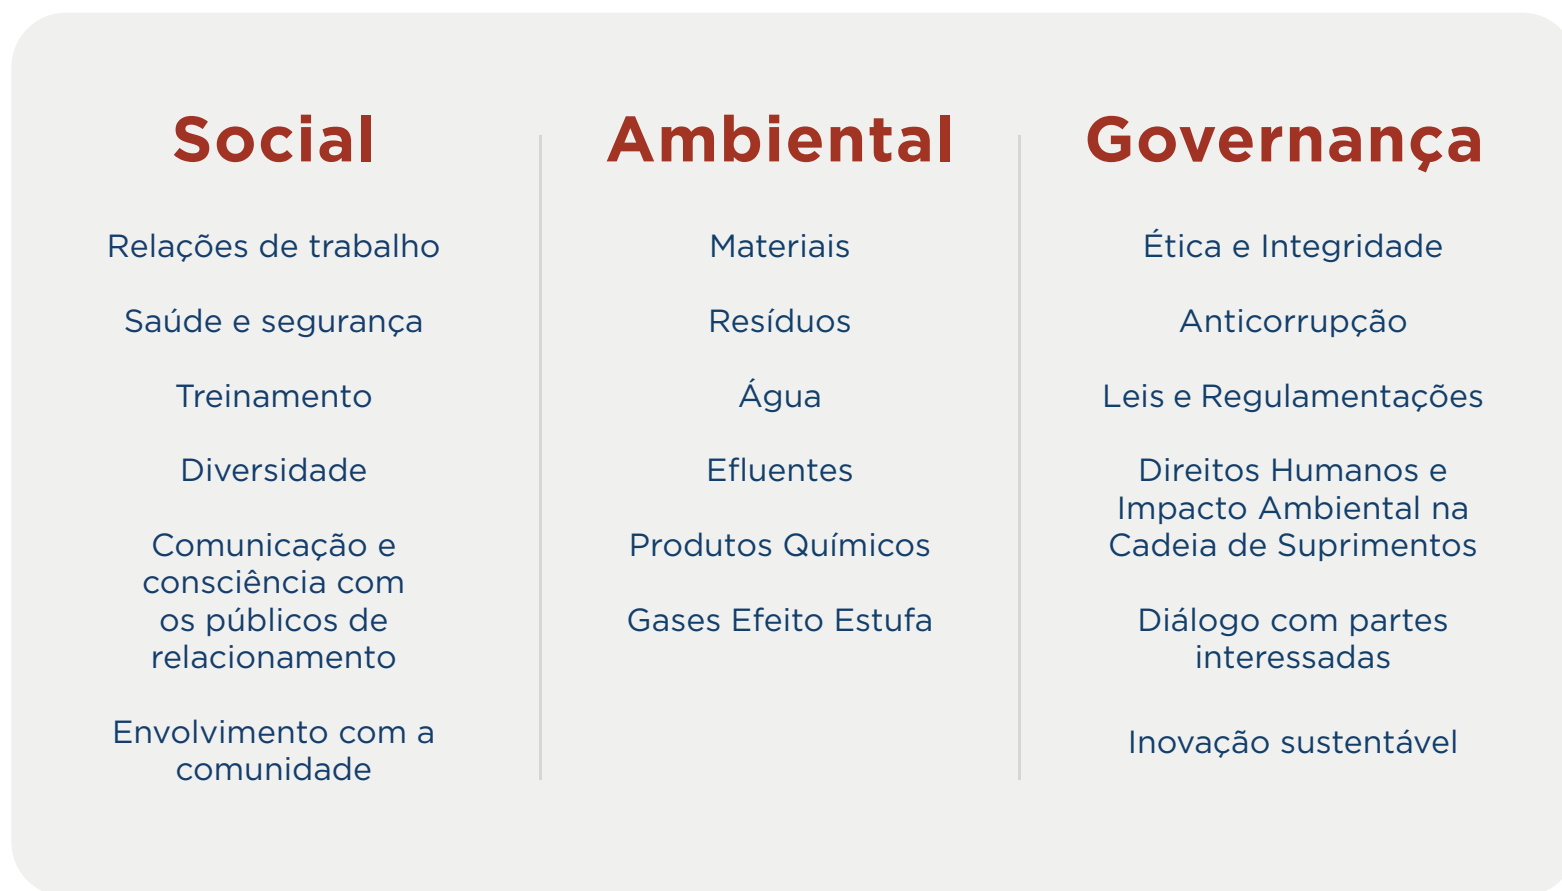 Social
Relações de trabalho
Saúde e segurança
Treinamento
Diversidade
Comunicação e
consciência com
os públicos de
relacionamento
Envolvimento com a
comunidade
Ambiental
Materiais
Resíduos
Água
Efluentes
Produtos Químicos
Gases Efeito Estufa
Governança
Ética e Integridade
Anticorrupção
Leis e Regulamentações
Direitos Humanos e
Impacto Ambiental na
Cadeia de Suprimentos
Diálogo com partes
interessadas
Inovação sustentável